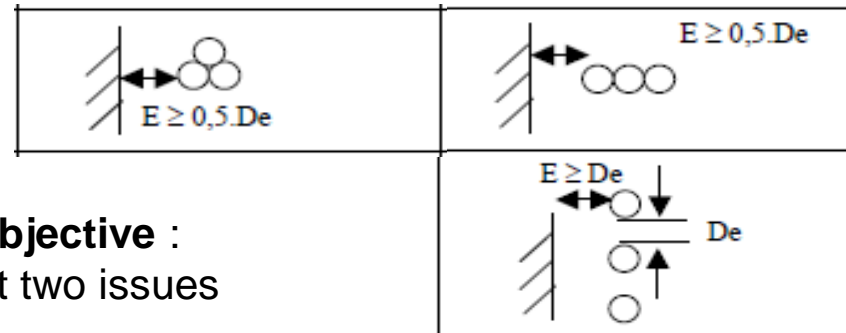 E ≥ 0,5.De
E ≥ 0,5.De
E ≥ De
De
bjective :
t two issues